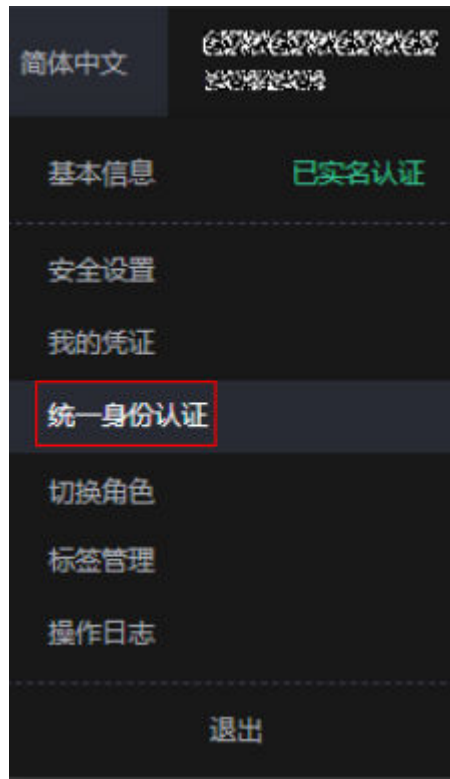 简体中文
基本信息 已实名认证
安全设置
我的凭证
统一身份认证
切换角色
标签管理
操作日志
退出